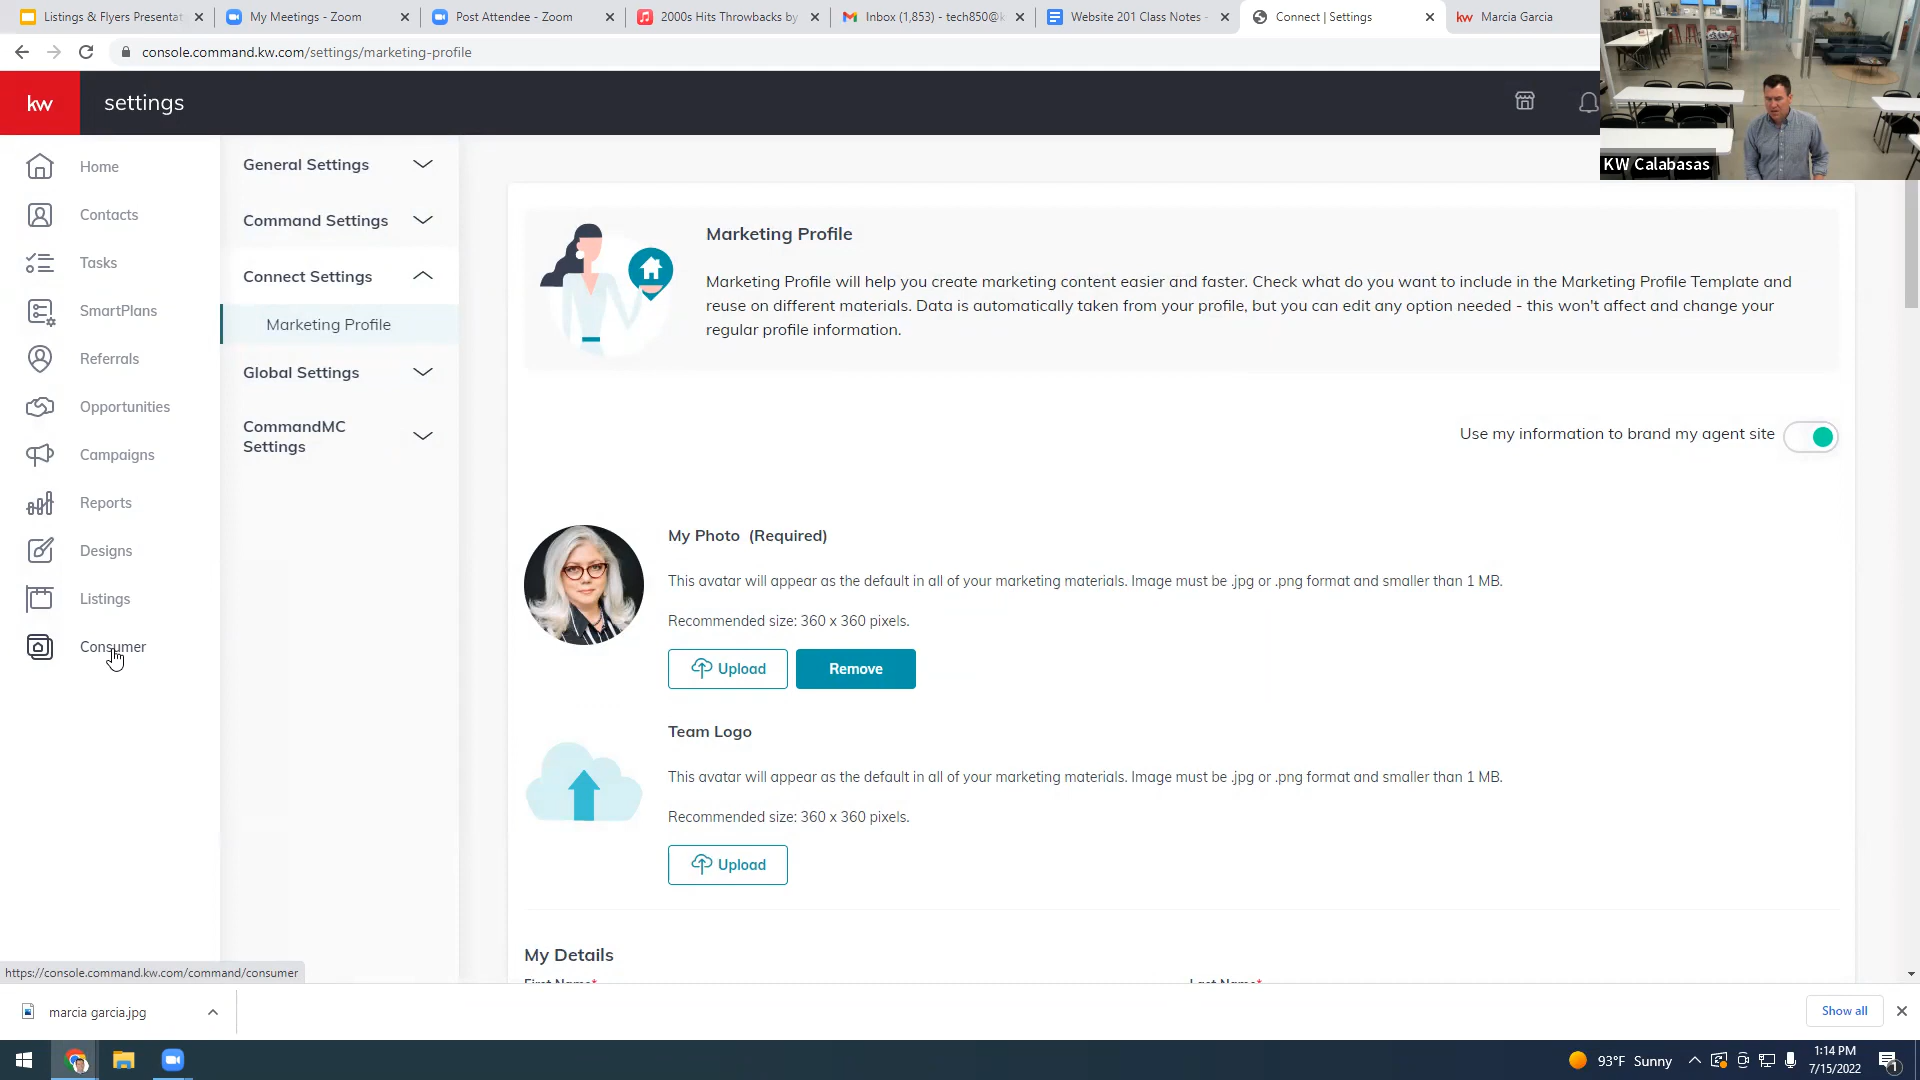 Listings & Flyers Presentat
My Meetings - Zoom
Post Attendee - Zoom
2000s Hits Throwbacks by
Inbox (1,853) - tech850@k
Website 201 Class Notes -
Connect | Settings
kw Marcia Garcia
console.command.kw.com/settings/marketing-profile
KW Calabasas
kw
settings
Home
Contacts
Tasks
SmartPlans
Referrals
Opportunities
Campaigns
Reports
Designs
Listings
Consumer
General Settings
Command Settings
Connect Settings
Marketing Profile
Global Settings
CommandMC
Settings
Marketing Profile
Marketing Profile will help you create marketing content easier and faster. Check what do you want to include in the Marketing Profile Template and
reuse on different materials. Data is automatically taken from your profile, but you can edit any option needed - this won't affect and change your
regular profile information.
Use my information to brand my agent site
My Photo (Required)
This avatar will appear as the default in all of your marketing materials. Image must be .jpg or .png format and smaller than 1 MB.
Recommended size: 360 x 360 pixels.
Upload
Remove
Team Logo
This avatar will appear as the default in all of your marketing materials. Image must be .jpg or .png format and smaller than 1 MB.
Recommended size: 360 x 360 pixels.
Upload
My Details
First Name*
Last Name*
https://console.command.kw.com/command/consumer
marcia garcia.jpg
Show all
93°F Sunny
1:14 PM
7/15/2022
1